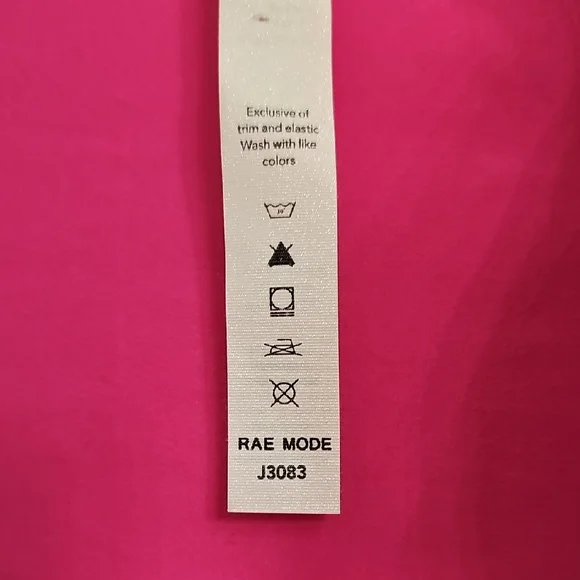 Exclusive of
trim and elastic
Wash with like
colors
RAE MODE
J3083